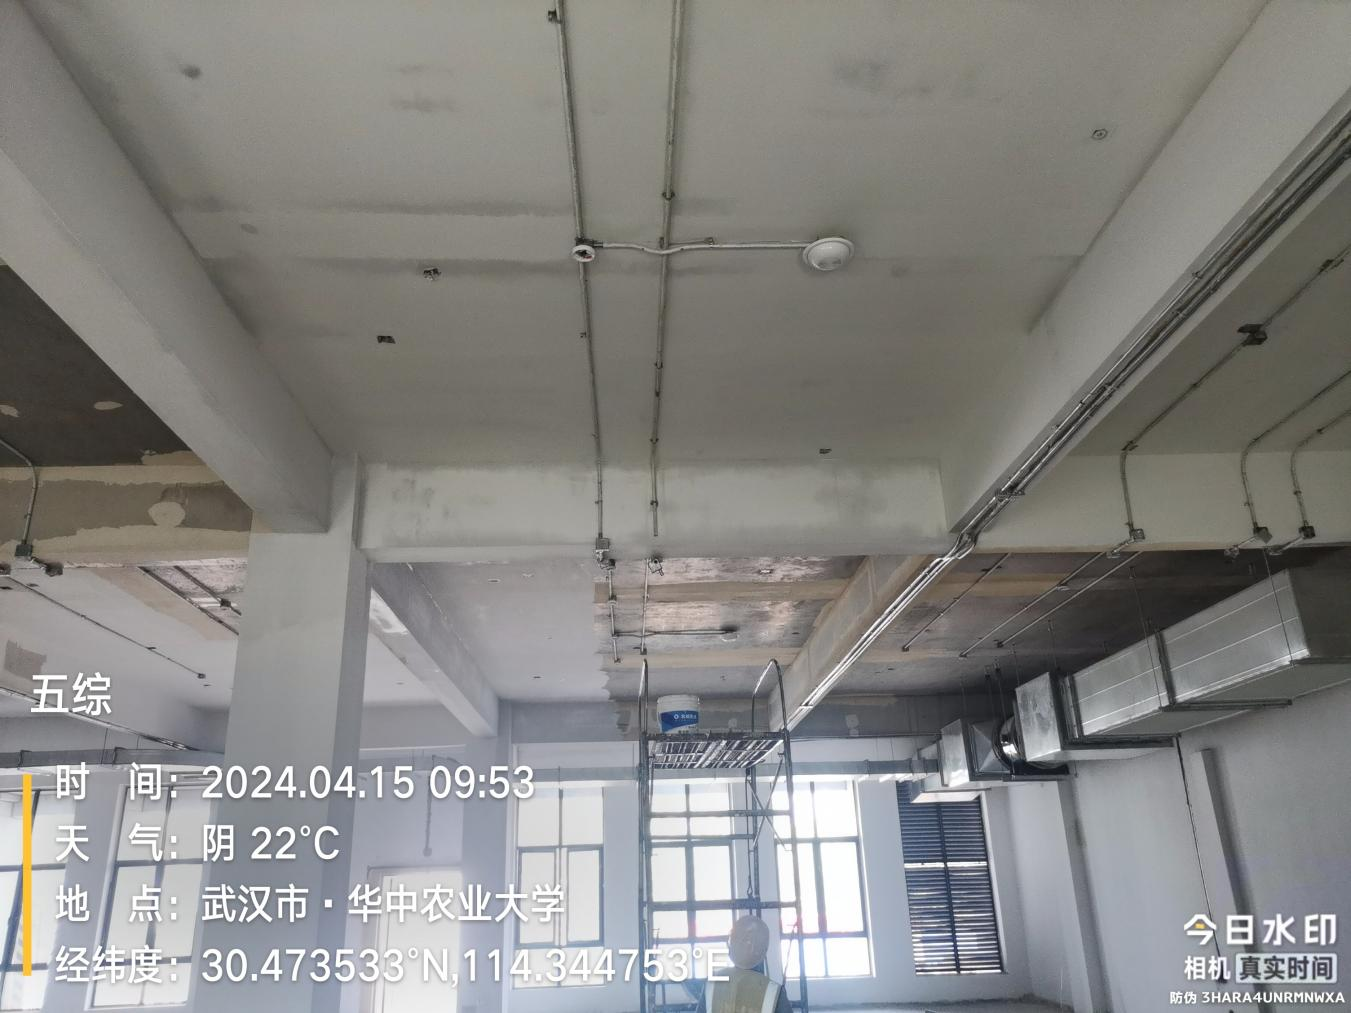 五综
时 间：2024.04.15 09:53
天 气：阴 22℃
地 点：武汉市·华中农业大学
经纬度：30.473533°N,114.344753°E
今日水印
相机 真实时间
防伪 3HARA4UNRMNWXA